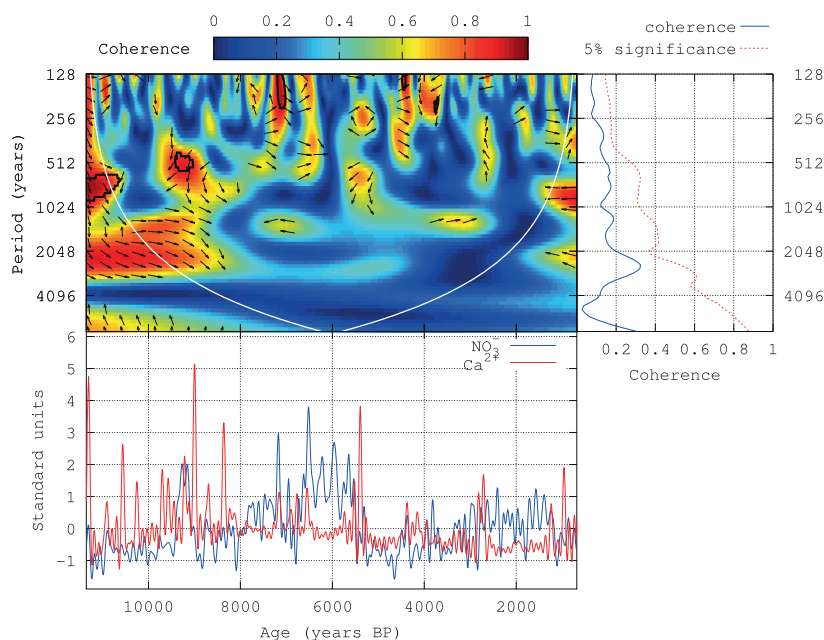 0 0.2 0.4 0.6 0.8 1
Coherence
coherence
5% significance
128
256
512
1024
2048
4096
Period (years)
128
256
512
1024
2048
4096
0.2 0.4 0.6 0.8 1
Coherence
NO₃⁻
Ca²⁺
6
5
4
3
2
1
0
−1
Standard units
10000 8000 6000 4000 2000
Age (years BP)